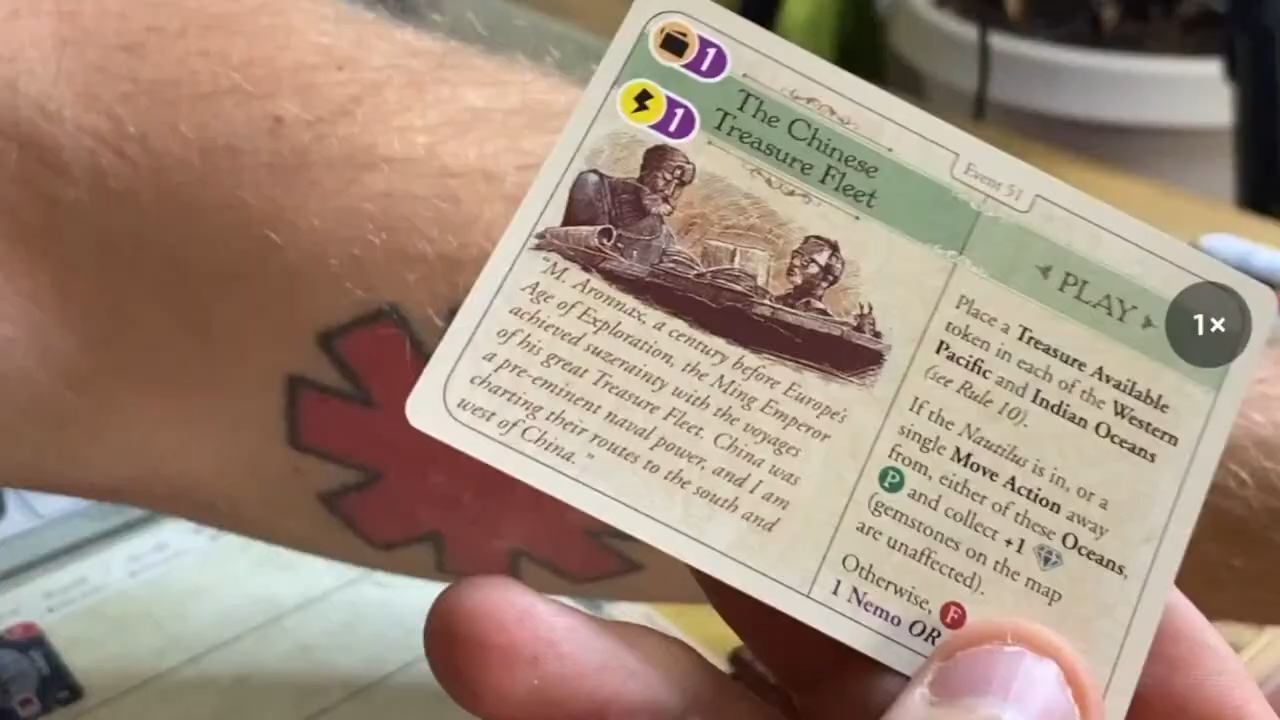 1
1
The Chinese
Treasure Fleet
Event 51
"M. Aronnax, a century before Europe's
Age of Exploration, the Ming Emperor
achieved suzerainty with the voyages
of his great Treasure Fleet. China was
a pre-eminent naval power, and I am
charting their routes to the south and
west of China."
PLAY
Place a Treasure Available
token in each of the Western
Pacific and Indian Oceans
(see Rule 10).
If the Nautilus is in, or a
single Move Action away
from, either of these Oceans,
P and collect +1
(gemstones on the map
are unaffected).
Otherwise, F
1 Nemo OR
1×